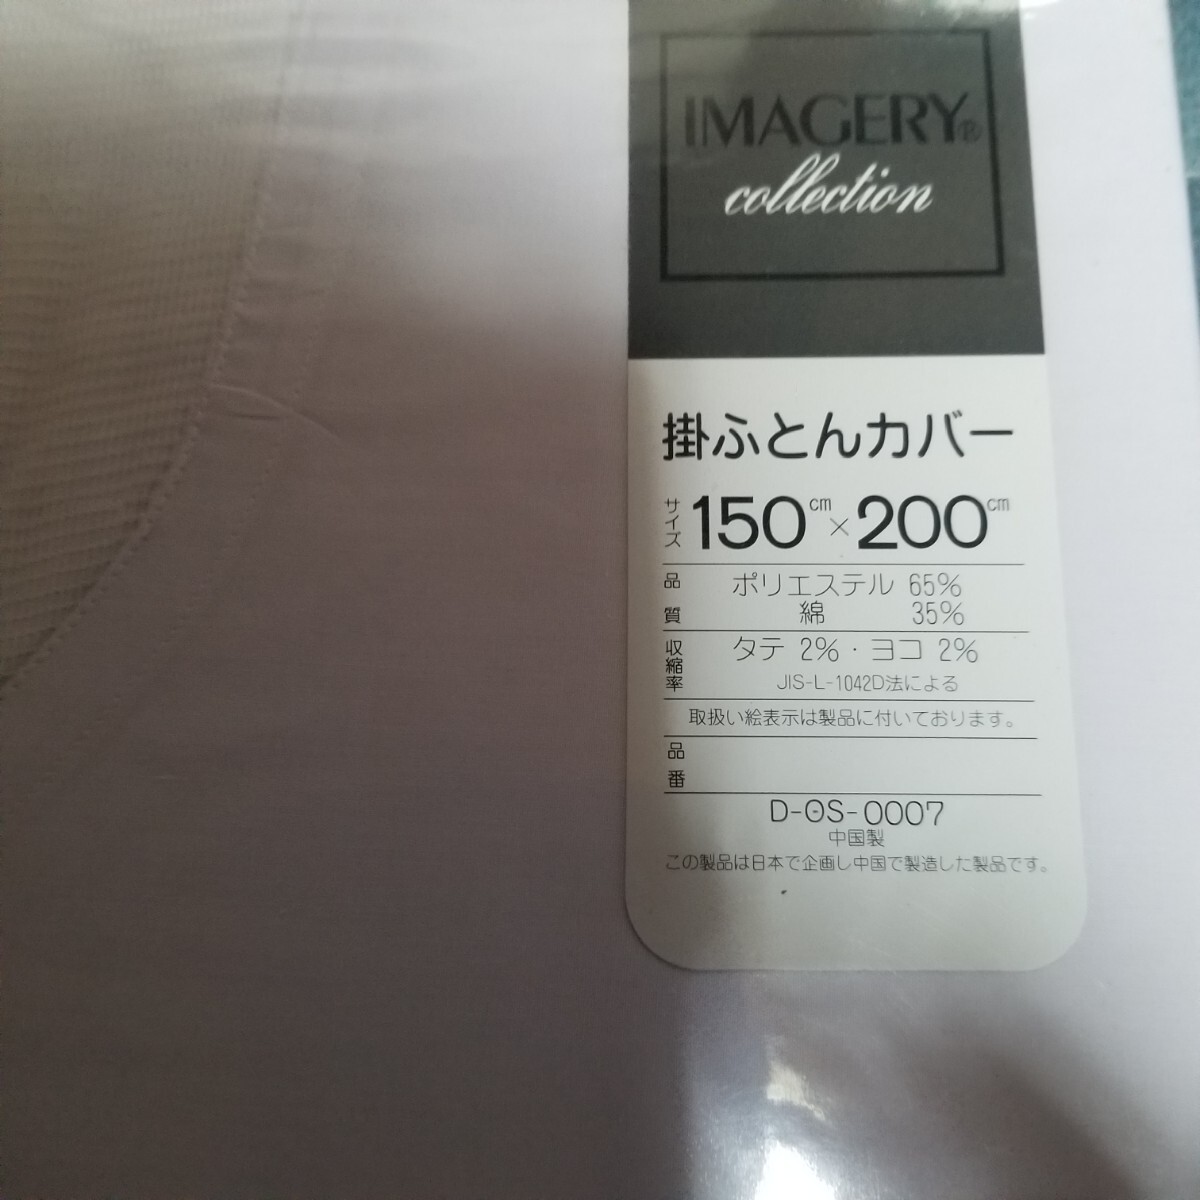 IMAGERY®
collection
掛ふとんカバー
サイズ 150cm×200cm
品質 ポリエステル 65%
綿 35%
収縮率 タテ 2%・ヨコ 2%
JIS-L-1042D法による
取扱い絵表示は製品に付いております。
品番
D-OS-0007
中国製
この製品は日本で企画し中国で製造した製品です。